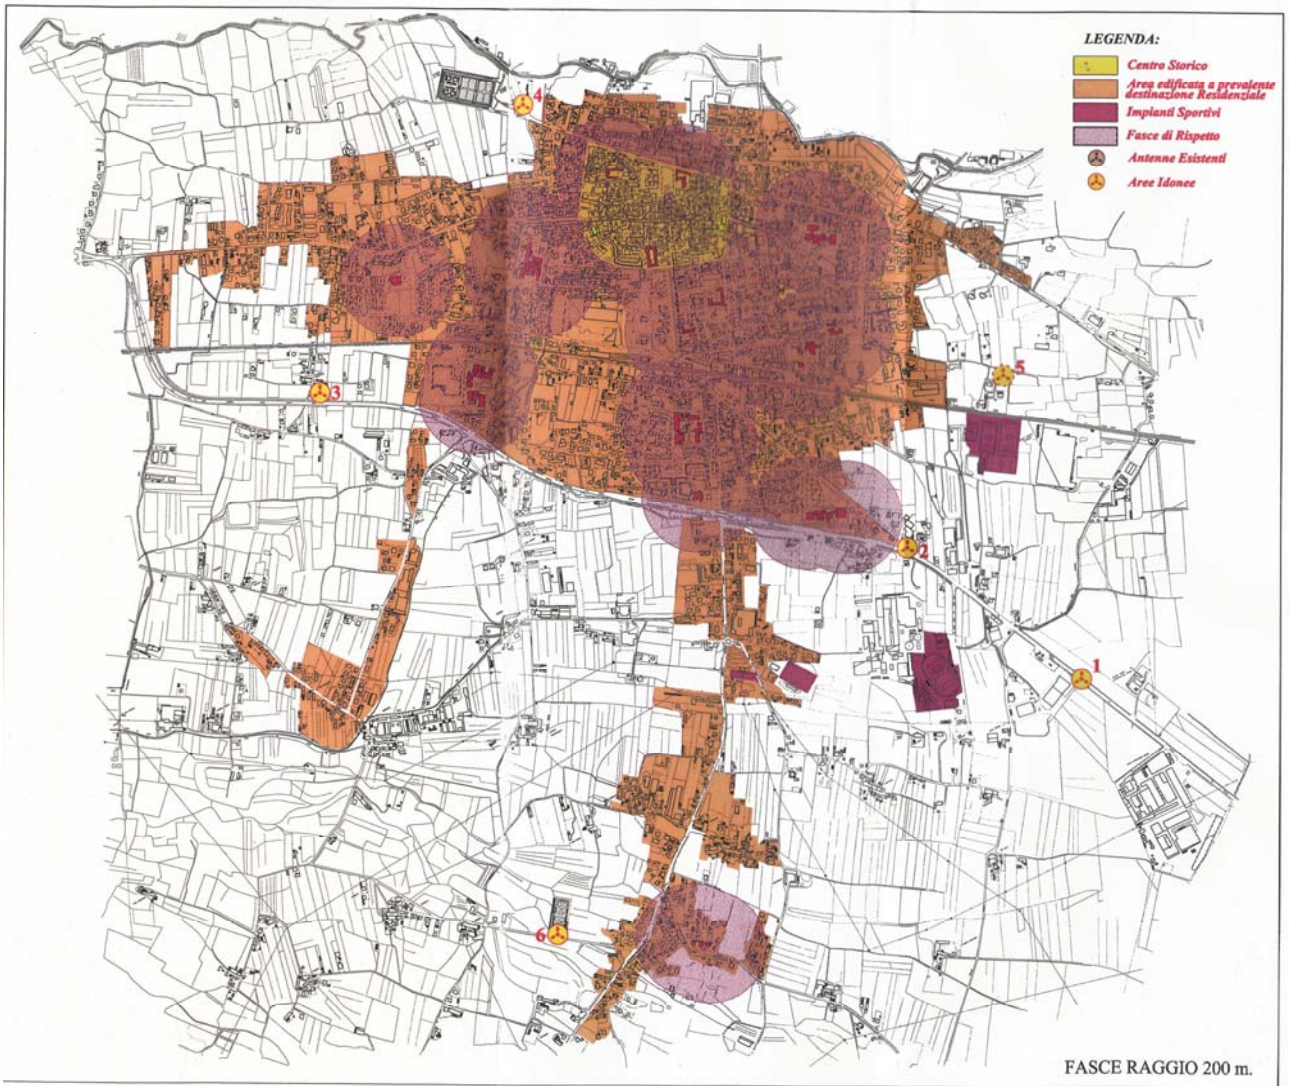 LEGENDA:
Centro Storico
Area edificata a prevalente
destinazione Residenziale
Impianti Sportivi
Fasce di Rispetto
Antenne Esistenti
Aree Idonee
4
5
3
2
1
6
FASCE RAGGIO 200 m.